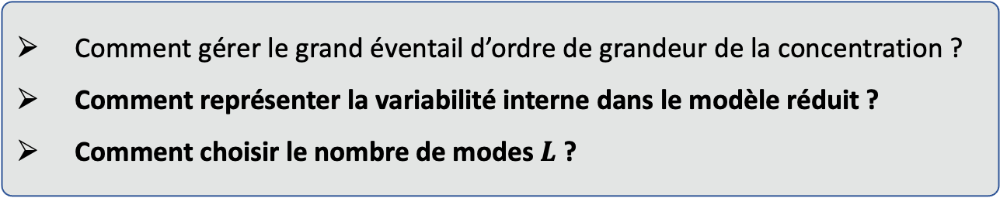 ➢ Comment gérer le grand éventail d’ordre de grandeur de la concentration ?
➢ Comment représenter la variabilité interne dans le modèle réduit ?
➢ Comment choisir le nombre de modes L ?